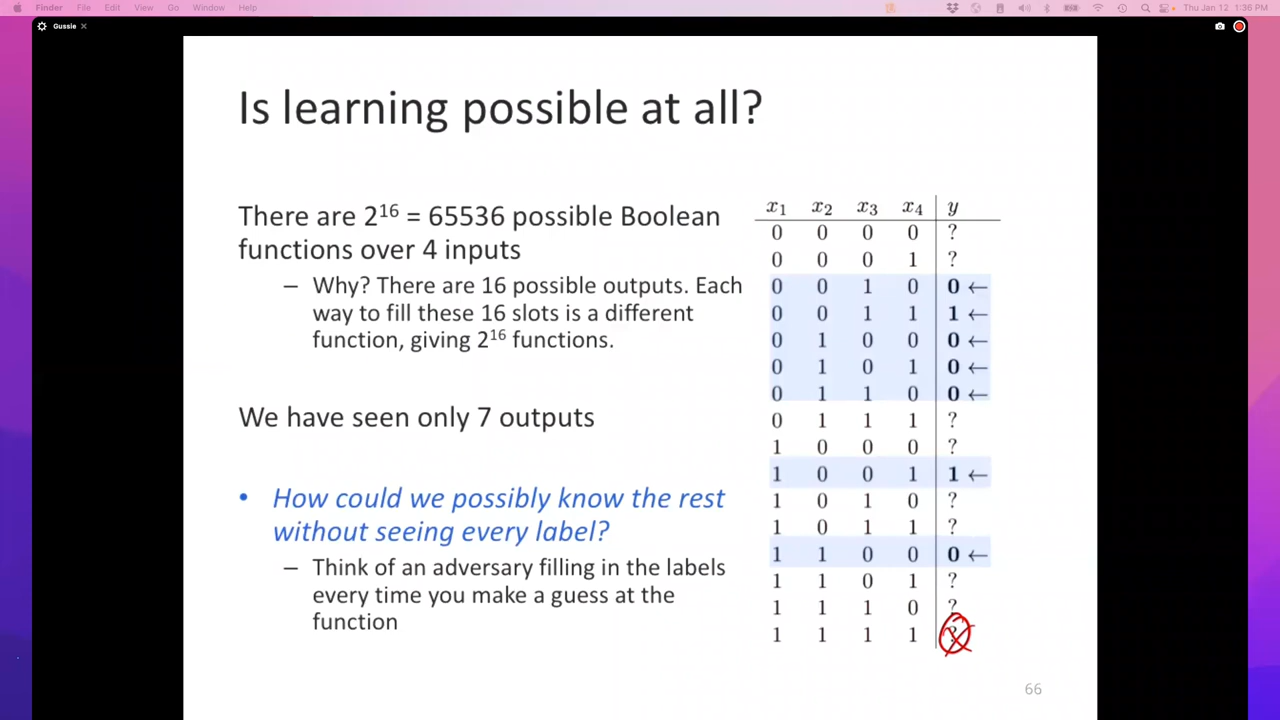 Finder File Edit View Go Window Help Thu Jan 12 1:36 PM
Gussie ×
Is learning possible at all?
There are 2¹⁶ = 65536 possible Boolean
functions over 4 inputs
– Why? There are 16 possible outputs. Each
way to fill these 16 slots is a different
function, giving 2¹⁶ functions.
We have seen only 7 outputs
• How could we possibly know the rest
without seeing every label?
– Think of an adversary filling in the labels
every time you make a guess at the
function
x₁ x₂ x₃ x₄ y
0 0 0 0 ?
0 0 0 1 ?
0 0 1 0 0 ←
0 0 1 1 1 ←
0 1 0 0 0 ←
0 1 0 1 0 ←
0 1 1 0 0 ←
0 1 1 1 ?
1 0 0 0 ?
1 0 0 1 1 ←
1 0 1 0 ?
1 0 1 1 ?
1 1 0 0 0 ←
1 1 0 1 ?
1 1 1 0 ?
1 1 1 1 ?
66